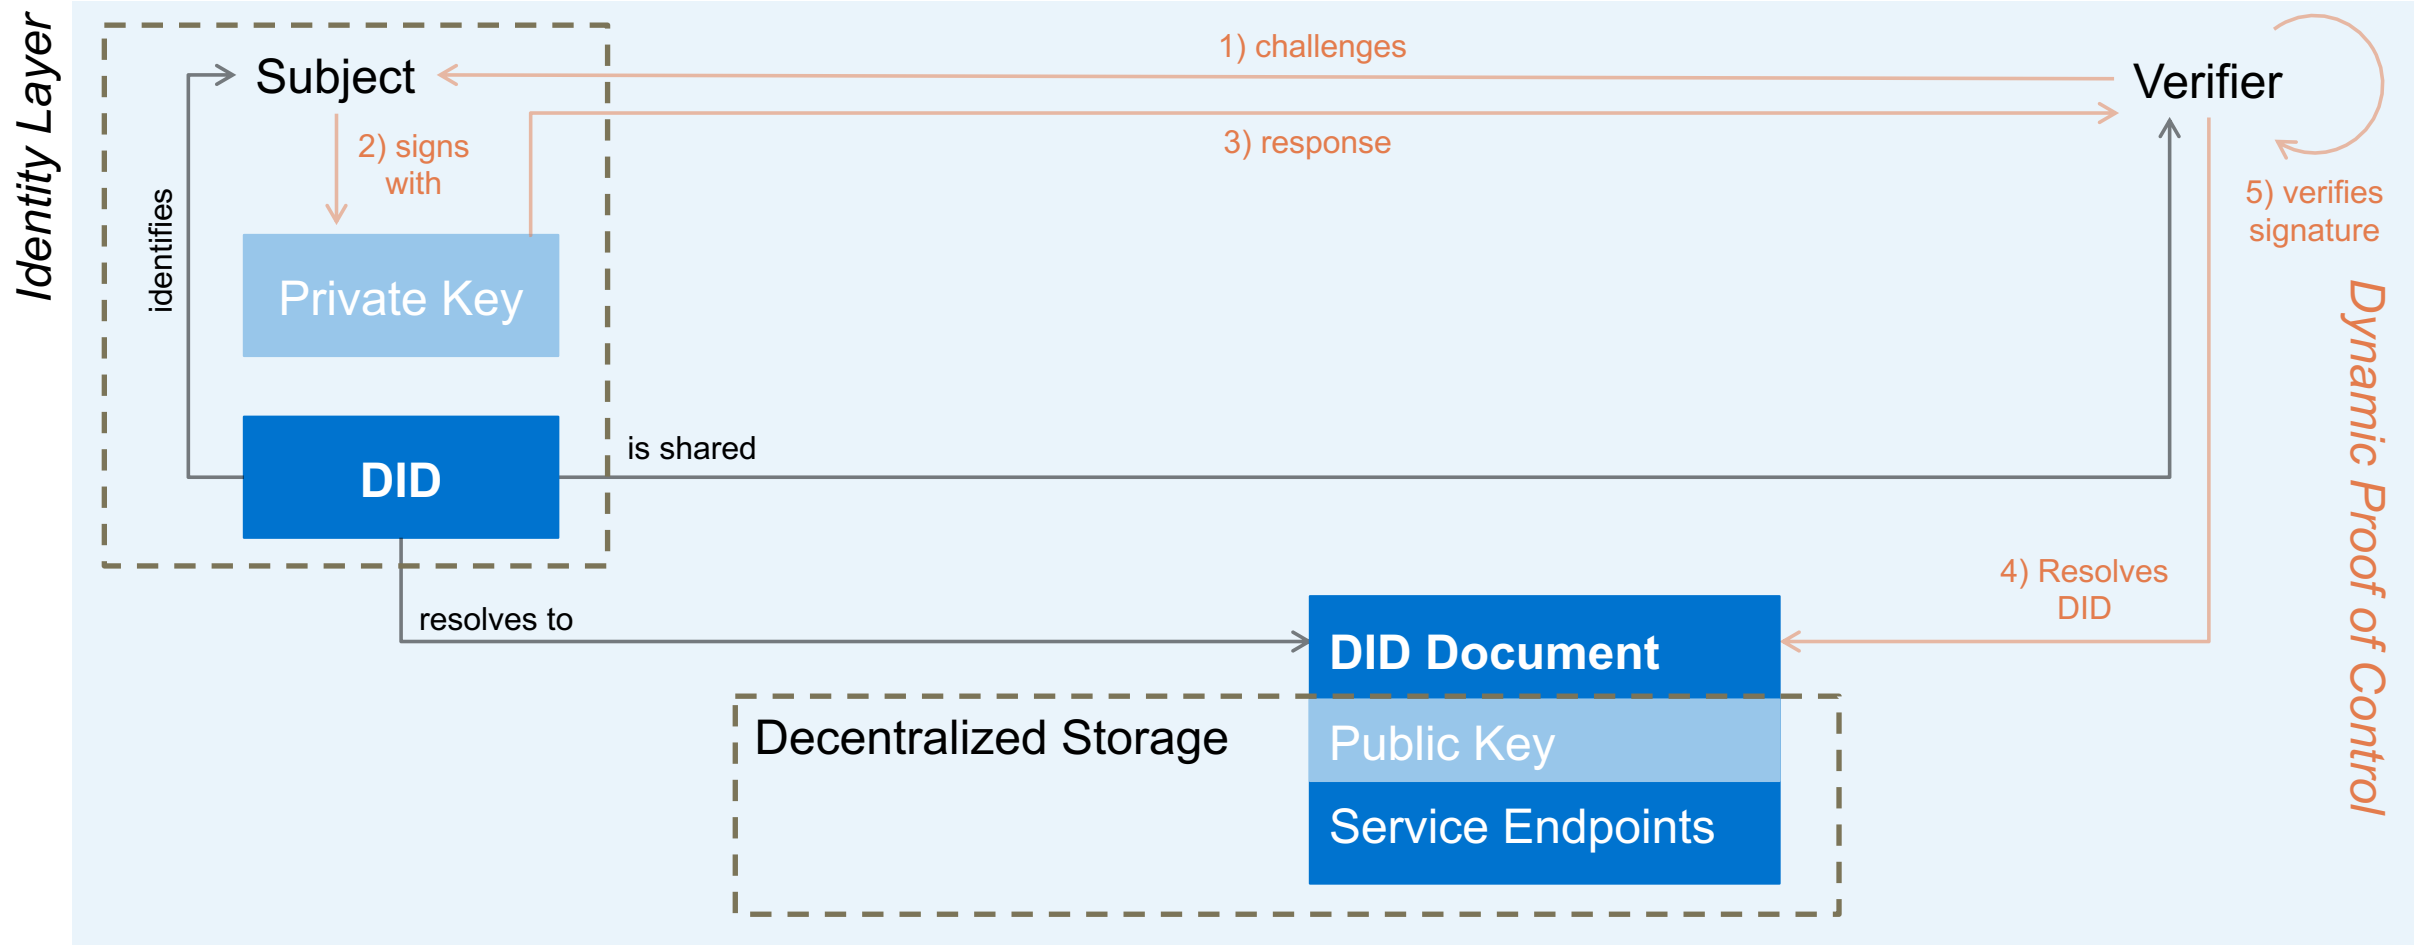 Identity Layer
Subject
1) challenges
Verifier
2) signs
with
3) response
5) verifies
signature
identifies
Private Key
DID
is shared
Dynamic Proof of Control
resolves to
4) Resolves
DID
DID Document
Decentralized Storage
Public Key
Service Endpoints